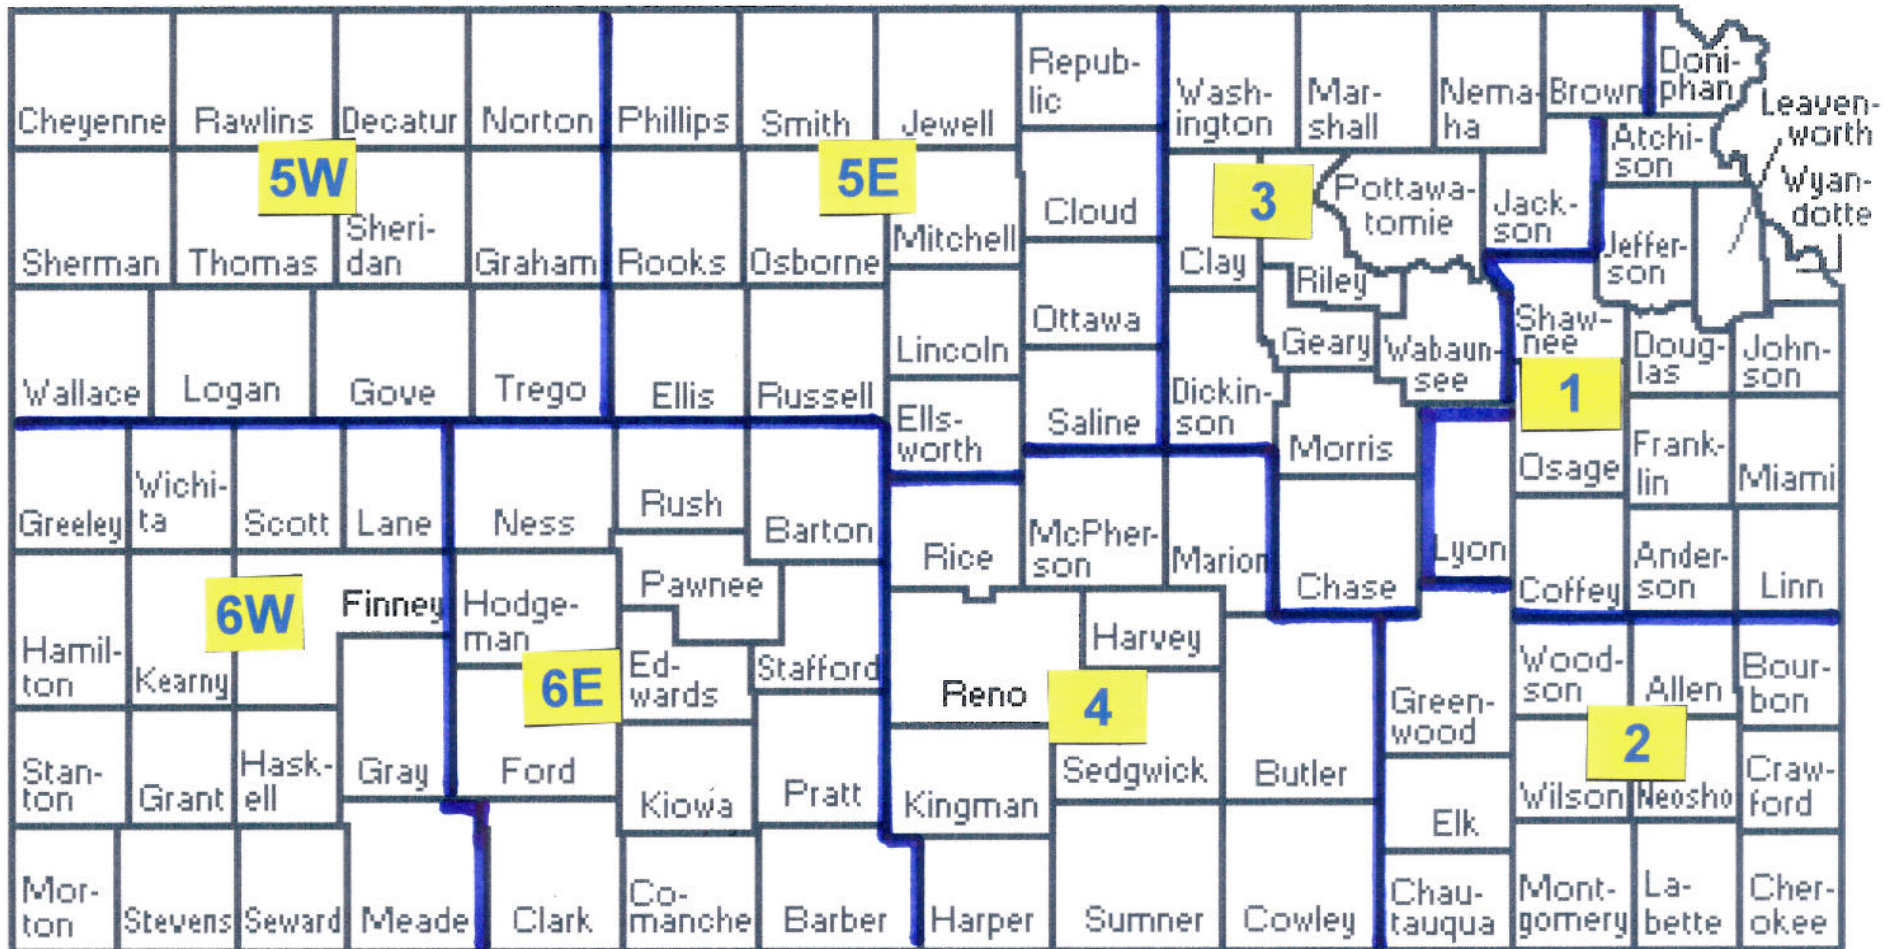 Repub-
lic
Doni-
phan
Cheyenne
Rawlins
Decatur
Norton
Phillips
Smith
Jewell
Wash-
ington
Mar-
shall
Nema-
ha
Brown
Leaven-
worth
Atchi-
son
5W
5E
3
Wyan-
dotte
Sherman
Thomas
Sheri-
dan
Graham
Rooks
Osborne
Mitchell
Cloud
Clay
Pottawa-
tomie
Jack-
son
Jeffer-
son
Riley
Wallace
Logan
Gove
Trego
Ellis
Russell
Lincoln
Ottawa
Geary
Wabaun-
see
Shaw-
nee
Doug-
las
John-
son
1
Ells-
worth
Saline
Dickin-
son
Morris
Osage
Frank-
lin
Miami
Greeley
Wichi-
ta
Scott
Lane
Ness
Rush
Barton
Rice
McPher-
son
Marion
Chase
Lyon
Coffey
Ander-
son
Linn
6W
Finney
Hodge-
man
Pawnee
Hamil-
ton
Kearny
6E
Ed-
wards
Stafford
Reno
Harvey
4
Green-
wood
Wood-
son
Allen
Bour-
bon
2
Stan-
ton
Grant
Hask-
ell
Gray
Ford
Kiowa
Pratt
Kingman
Sedgwick
Butler
Elk
Wilson
Neosho
Craw-
ford
Mor-
ton
Stevens
Seward
Meade
Clark
Co-
manche
Barber
Harper
Sumner
Cowley
Chau-
tauqua
Mont-
gomery
La-
bette
Cher-
okee